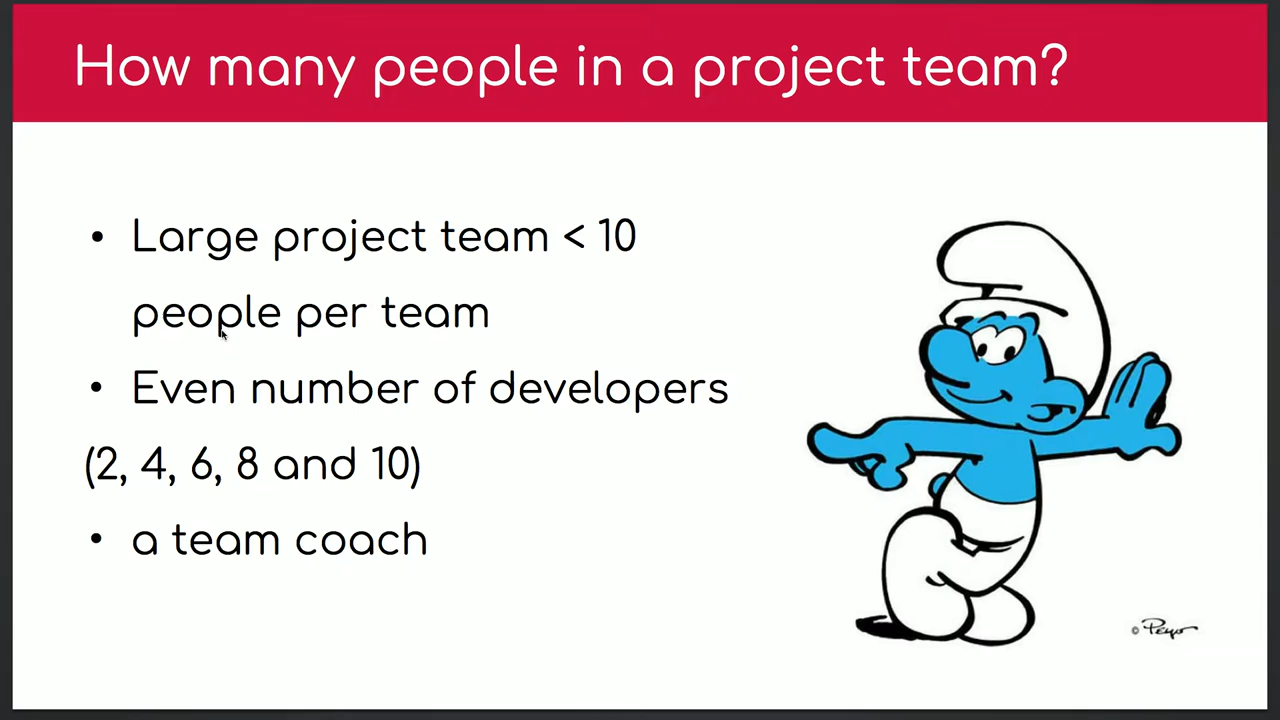 How many people in a project team?
• Large project team < 10
people per team
• Even number of developers
(2, 4, 6, 8 and 10)
• a team coach
© Peyo